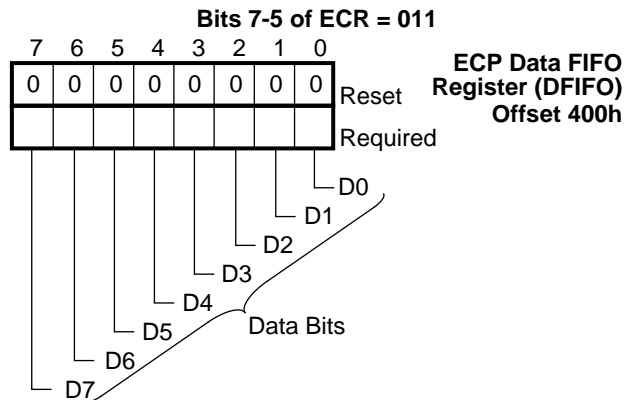 Bits 7-5 of ECR = 011
7 6 5 4 3 2 1 0
ECP Data FIFO
Register (DFIFO)
Offset 400h
0 0 0 0 0 0 0 0 Reset
Required
D0
D1
D2
D3
D4
Data Bits
D5
D6
D7